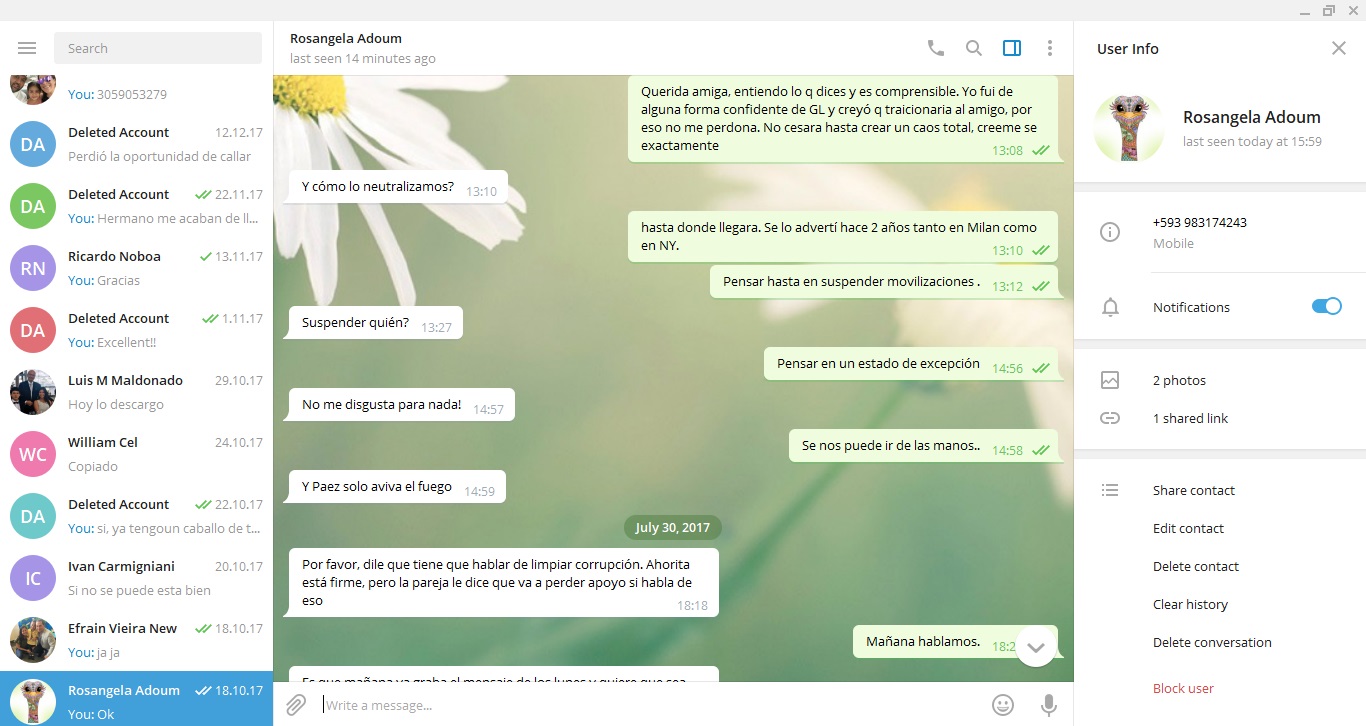 Search
You: 3059053279
DA
Deleted Account 12.12.17
Perdió la oportunidad de callar
DA
Deleted Account 22.11.17
You: Hermano me acaban de ll...
RN
Ricardo Noboa 13.11.17
You: Gracias
DA
Deleted Account 1.11.17
You: Excellent!!
Luis M Maldonado 29.10.17
Hoy lo descargo
WC
William Cel 24.10.17
Copiado
DA
Deleted Account 22.10.17
You: si, ya tengoun caballo de t...
IC
Ivan Carmigniani 20.10.17
Si no se puede esta bien
Efrain Vieira New 18.10.17
You: ja ja
Rosangela Adoum 18.10.17
You: Ok
Rosangela Adoum
last seen 14 minutes ago
Querida amiga, entiendo lo q dices y es comprensible. Yo fui de
alguna forma confidente de GL y creyó q traicionaria al amigo, por
eso no me perdona. No cesara hasta crear un caos total, creeme se
exactamente 13:08
Y cómo lo neutralizamos? 13:10
hasta donde llegara. Se lo advertí hace 2 años tanto en Milan como
en NY. 13:10
Pensar hasta en suspender movilizaciones . 13:12
Suspender quién? 13:27
Pensar en un estado de excepción 14:56
No me disgusta para nada! 14:57
Se nos puede ir de las manos.. 14:58
Y Paez solo aviva el fuego 14:59
July 30, 2017
Por favor, dile que tiene que hablar de limpiar corrupción. Ahorita
está firme, pero la pareja le dice que va a perder apoyo si habla de
eso 18:18
Mañana hablamos. 18:2
Es que mañana ya graba el mensaje de los lunes y quiere que sea
Write a message...
User Info
Rosangela Adoum
last seen today at 15:59
+593 983174243
Mobile
Notifications
2 photos
1 shared link
Share contact
Edit contact
Delete contact
Clear history
Delete conversation
Block user